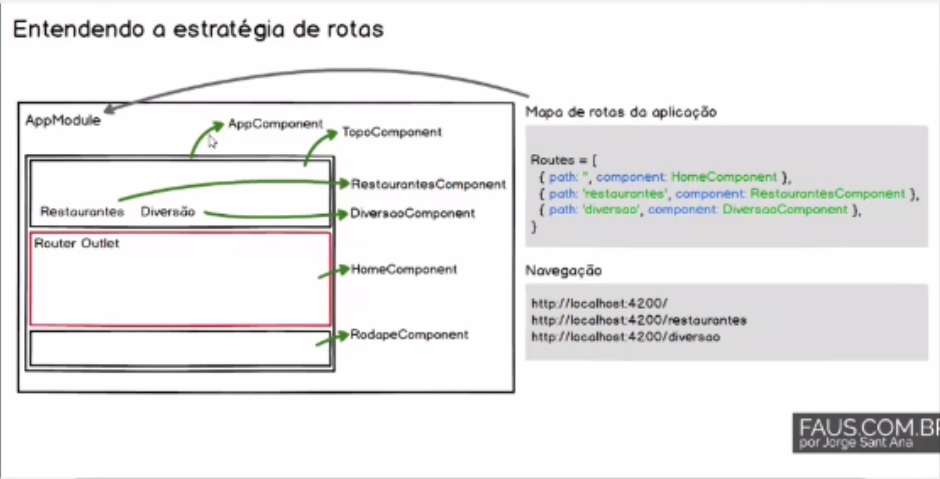 Entendendo a estratégia de rotas
AppModule
AppComponent
TopoComponent
RestaurantesComponent
Restaurantes Diversão
DiversaoComponent
Router Outlet
HomeComponent
RodapeComponent
Mapa de rotas da aplicação
Routes = [
{ path: '', component: HomeComponent },
{ path: 'restaurantes', component: RestaurantesComponent },
{ path: 'diversao', component: DiversaoComponent },
}
Navegação
http://localhost:4200/
http://localhost:4200/restaurantes
http://localhost:4200/diversao
FAUS.COM.BR
por Jorge Sant Ana